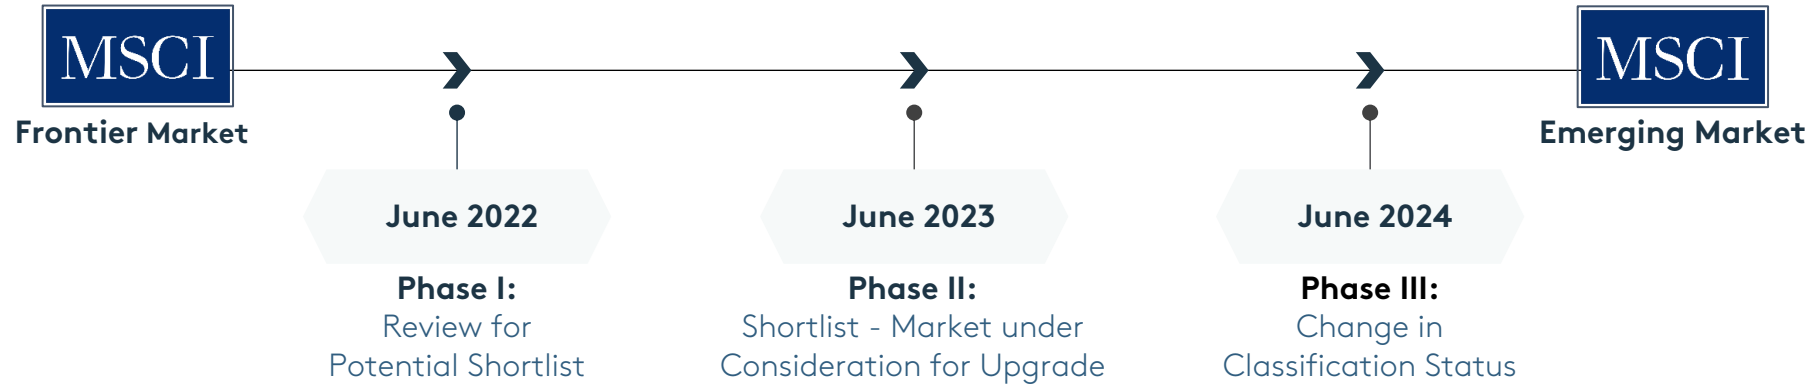 MSCI
MSCI
Frontier Market
Emerging Market
June 2022
June 2023
June 2024
Phase I:
Review for
Potential Shortlist
Phase II:
Shortlist - Market under
Consideration for Upgrade
Phase III:
Change in
Classification Status